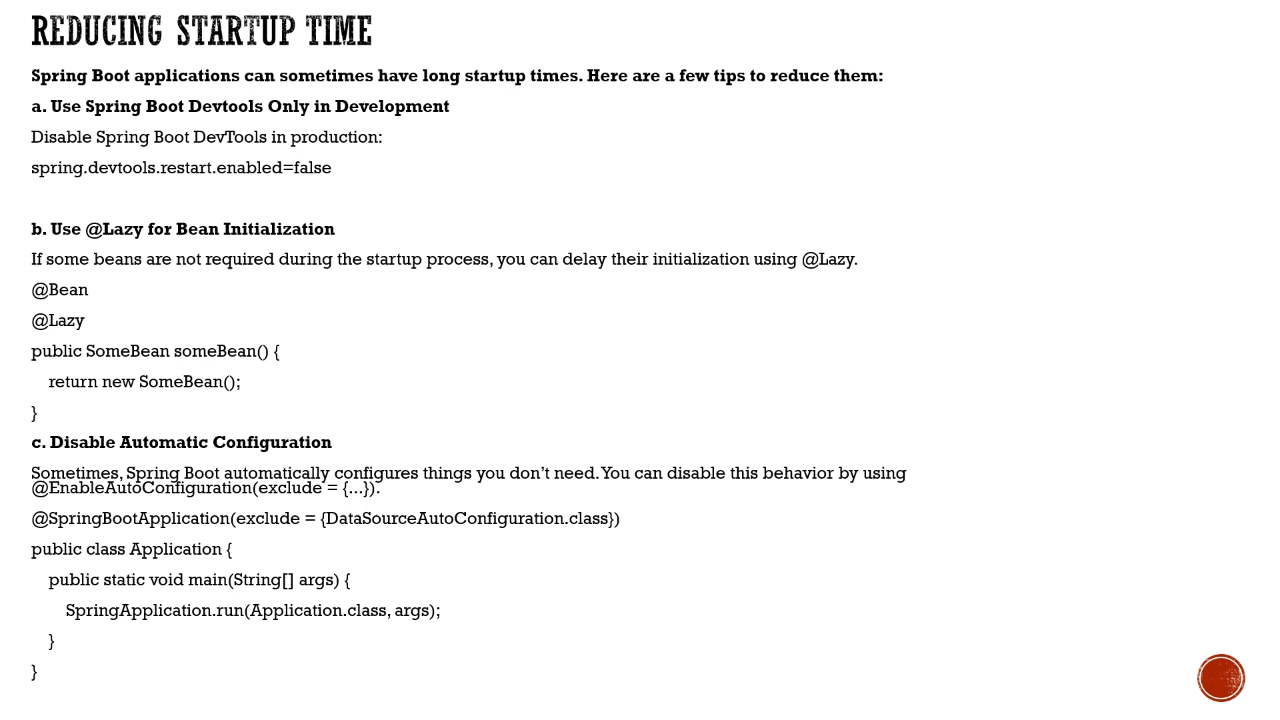 REDUCING STARTUP TIME
Spring Boot applications can sometimes have long startup times. Here are a few tips to reduce them:
a. Use Spring Boot Devtools Only in Development
Disable Spring Boot DevTools in production:
spring.devtools.restart.enabled=false
b. Use @Lazy for Bean Initialization
If some beans are not required during the startup process, you can delay their initialization using @Lazy.
@Bean
@Lazy
public SomeBean someBean() {
    return new SomeBean();
}
c. Disable Automatic Configuration
Sometimes, Spring Boot automatically configures things you don’t need. You can disable this behavior by using
@EnableAutoConfiguration(exclude = {...}).
@SpringBootApplication(exclude = {DataSourceAutoConfiguration.class})
public class Application {
    public static void main(String[] args) {
        SpringApplication.run(Application.class, args);
    }
}